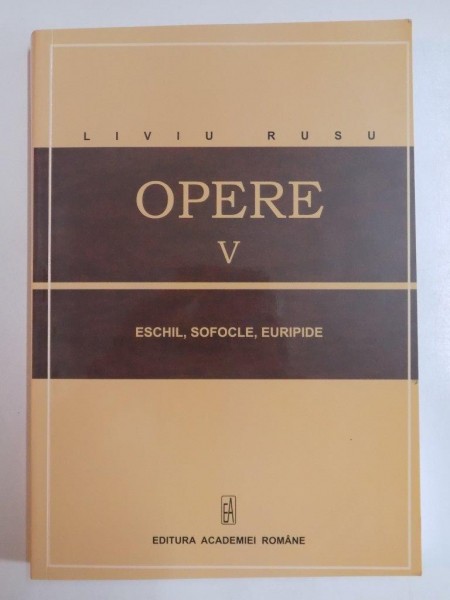 LIVIU RUSU
OPERE
V
ESCHIL, SOFOCLE, EURIPIDE
EA
EDITURA ACADEMIEI ROMÂNE